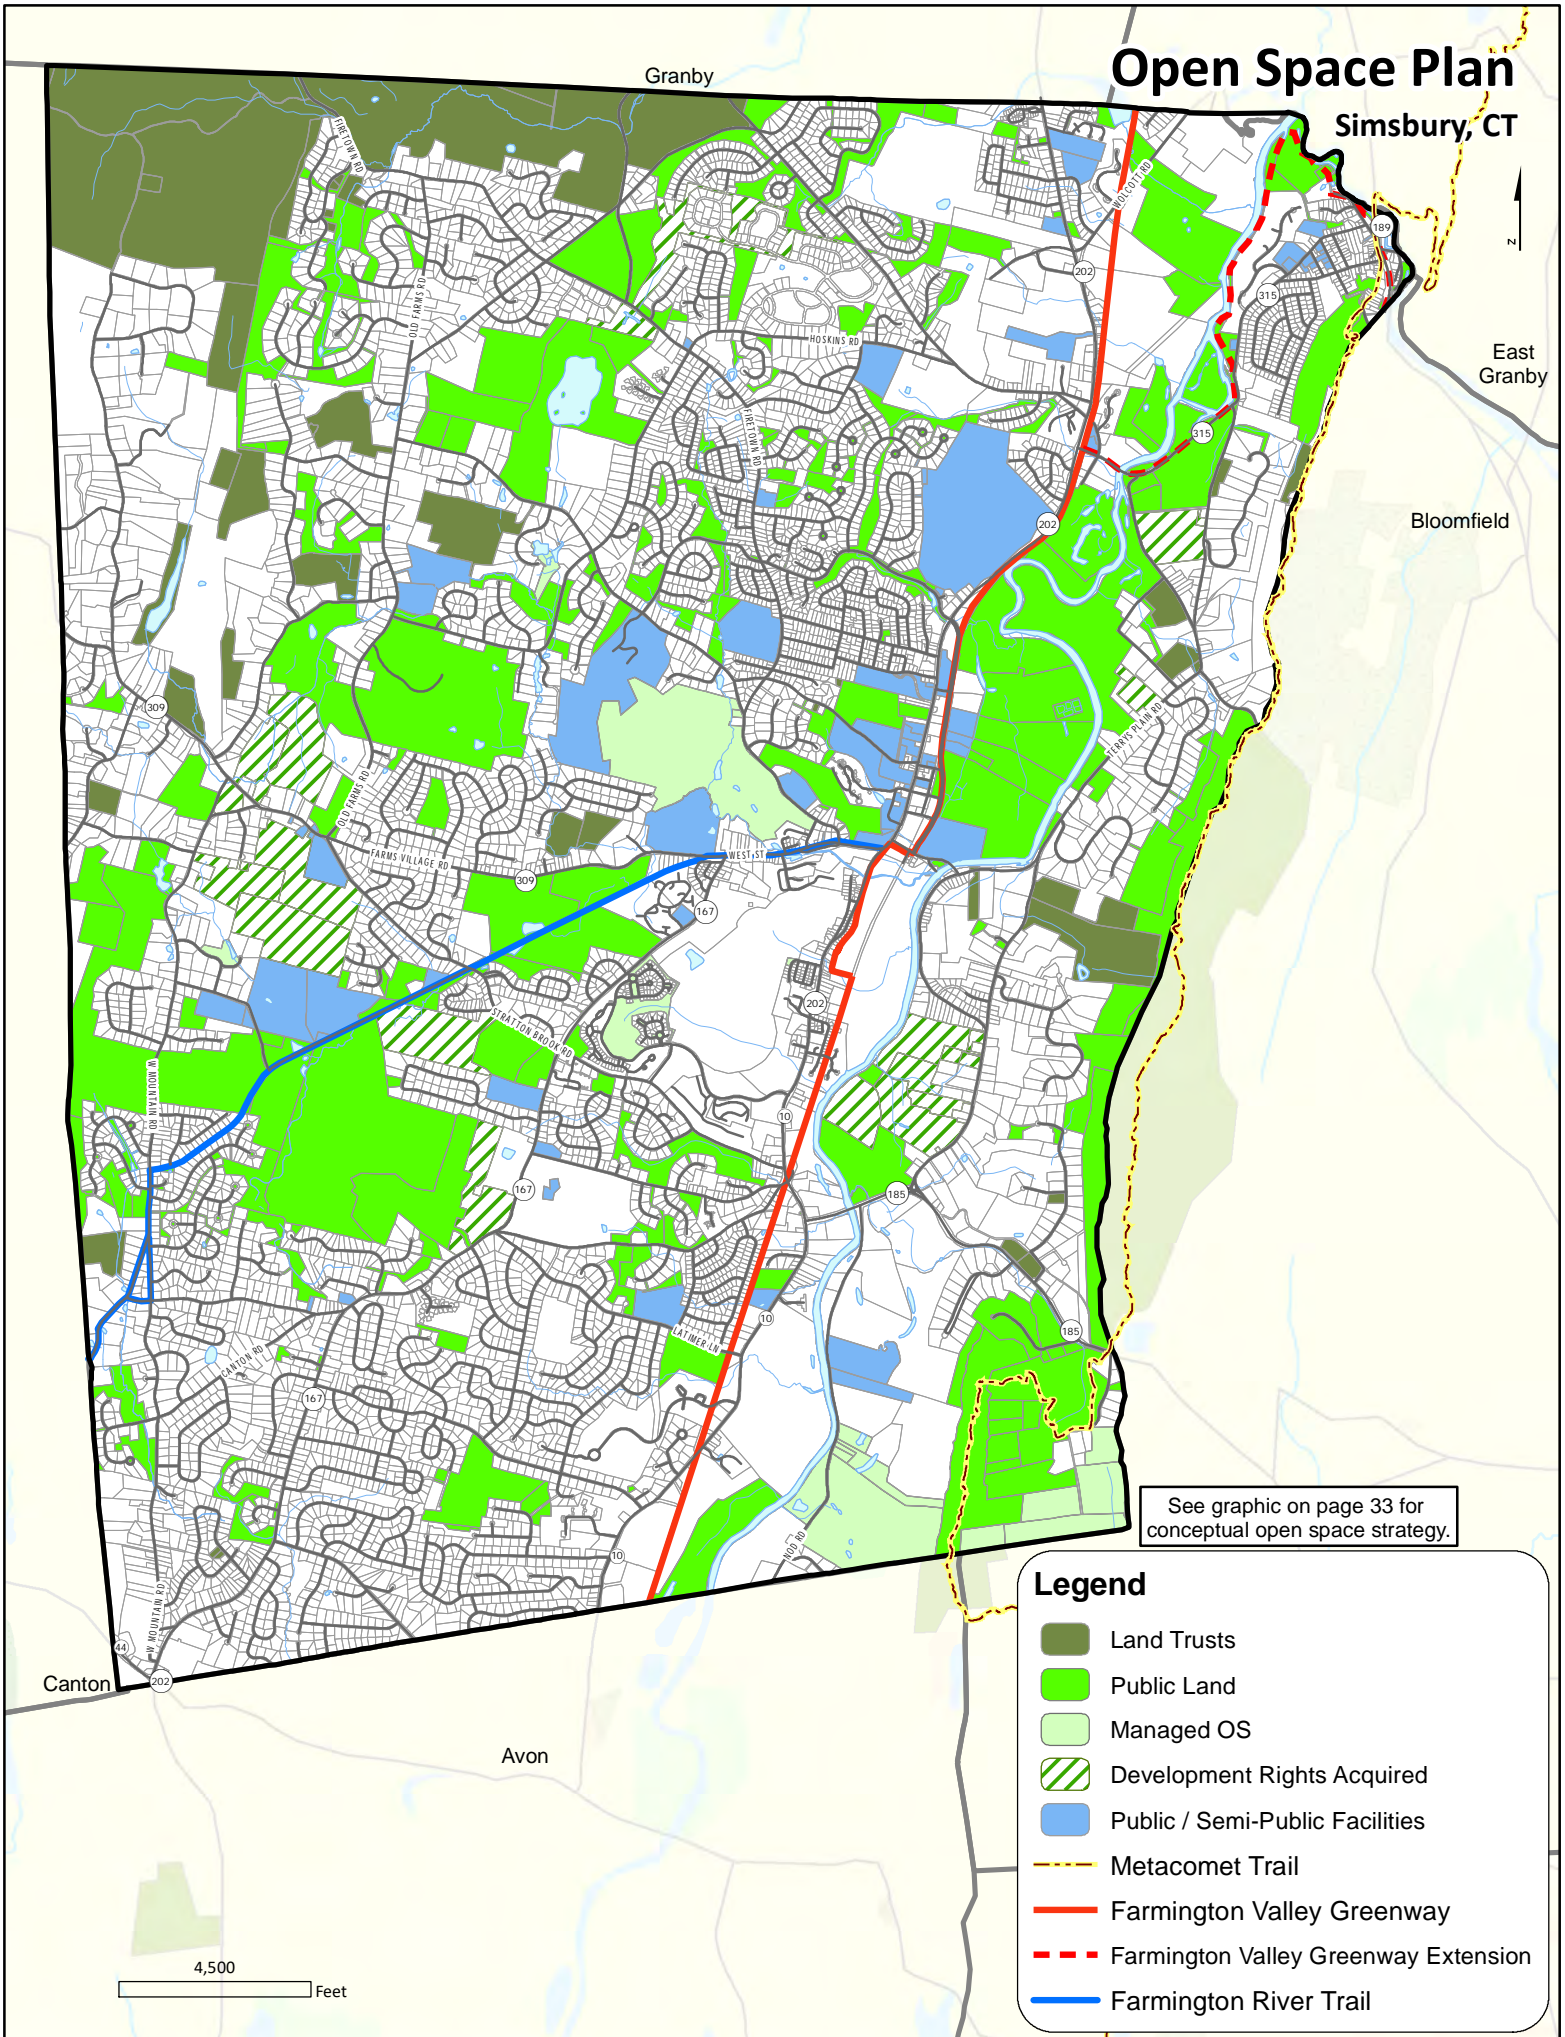 Open Space Plan
Simsbury, CT
Granby
N
FIRETOWN RD
WOLCOTT RD
189
202
315
OLD FARMS RD
HOSKINS RD
East
Granby
FIRETOWN RD
315
202
Bloomfield
309
TERRYS PLAIN RD
OLD FARMS RD
FARMS VILLAGE RD
WEST ST
309
167
202
STRATTON BROOK RD
W MOUNTAIN RD
10
167
185
10
185
LATIMER LN
CANTON RD
167
See graphic on page 33 for
conceptual open space strategy.
NOD RD
10
W MOUNTAIN RD
44
202
Canton
Avon
Legend
Land Trusts
Public Land
Managed OS
Development Rights Acquired
Public / Semi-Public Facilities
Metacomet Trail
Farmington Valley Greenway
Farmington Valley Greenway Extension
Farmington River Trail
4,500
Feet